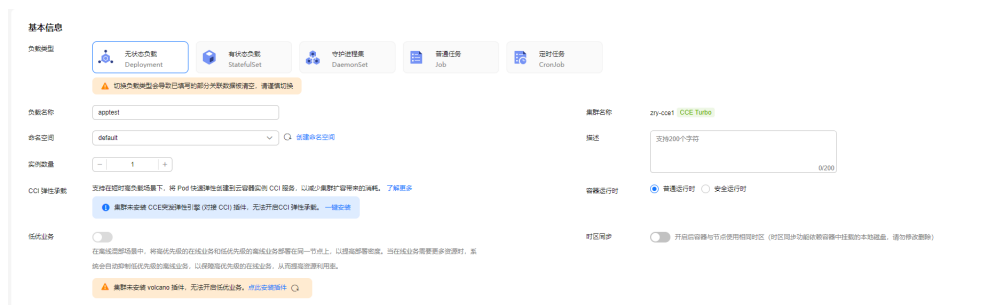 基本信息
负载类型
无状态负载
Deployment
有状态负载
StatefulSet
守护进程集
DaemonSet
普通任务
Job
定时任务
CronJob
切换负载类型会导致已填写的部分关联数据被清空，请谨慎切换
负载名称
apptest
集群名称
zry-cce1 CCE Turbo
命名空间
default
创建命名空间
描述
支持200个字符
0/200
实例数量
- 1 +
CCI 弹性承载
支持在短时高负载场景下，将 Pod 快速弹性创建到云容器实例 CCI 服务，以减少集群扩容带来的消耗。 了解更多
集群未安装 CCE突发弹性引擎 (对接 CCI) 插件，无法开启CCI 弹性承载。 一键安装
容器运行时
普通运行时
安全运行时
低优业务
在离线混部场景中，将高优先级的在线业务和低优先级的离线业务部署在同一节点上，以提高部署密度。当在线业务需要更多资源时，系
统会自动抑制低优先级的离线业务，以保障高优先级的在线业务，从而提高资源利用率。
集群未安装 volcano 插件，无法开启低优业务。点此安装插件
时区同步
开启后容器与节点使用相同时区（时区同步功能依赖容器中挂载的本地磁盘，请勿修改删除）